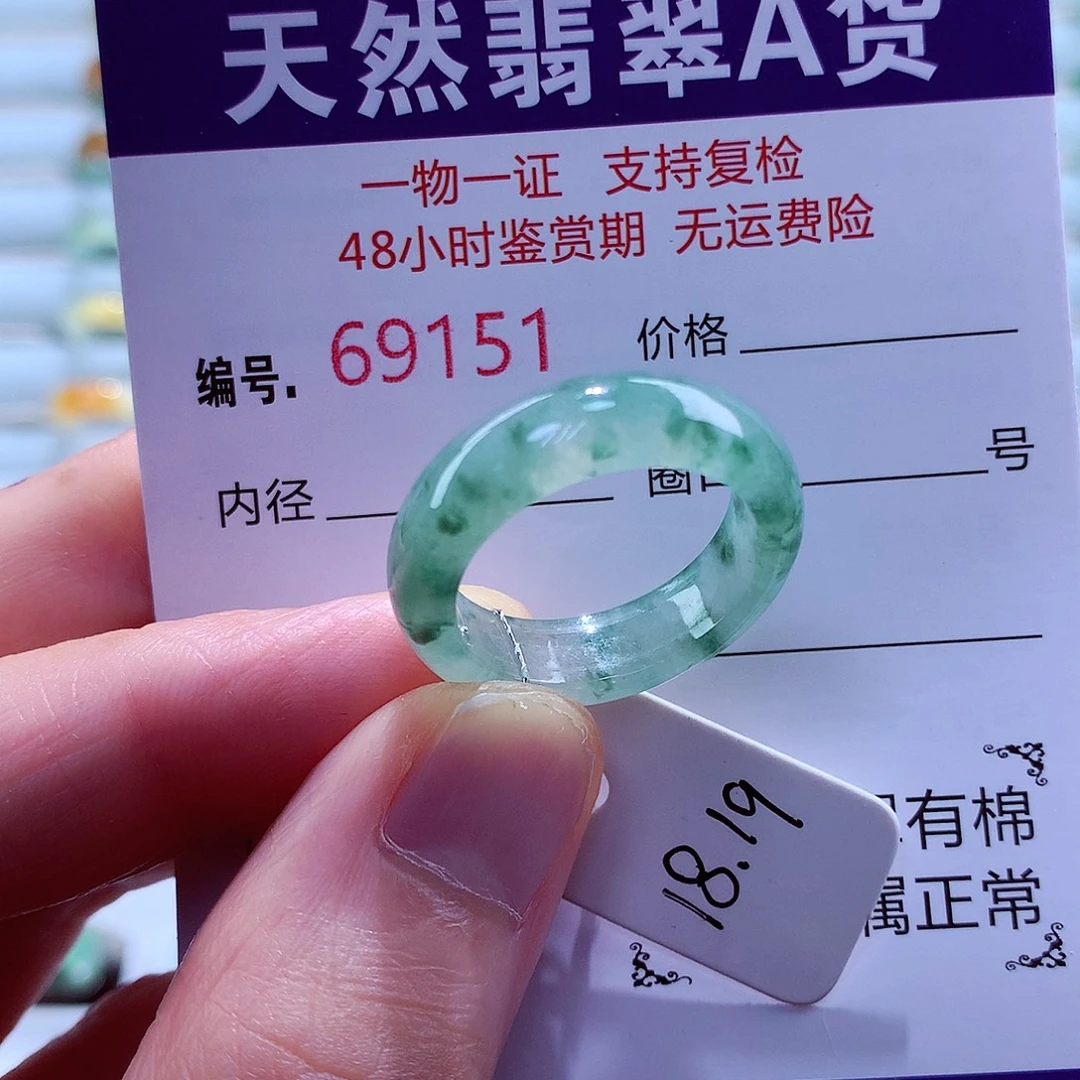 天然翡翠A货
一物一证 支持复检
48小时鉴赏期 无运费险
编号. 69151 价格
内径 圈口 号
有棉
属正常
18.19